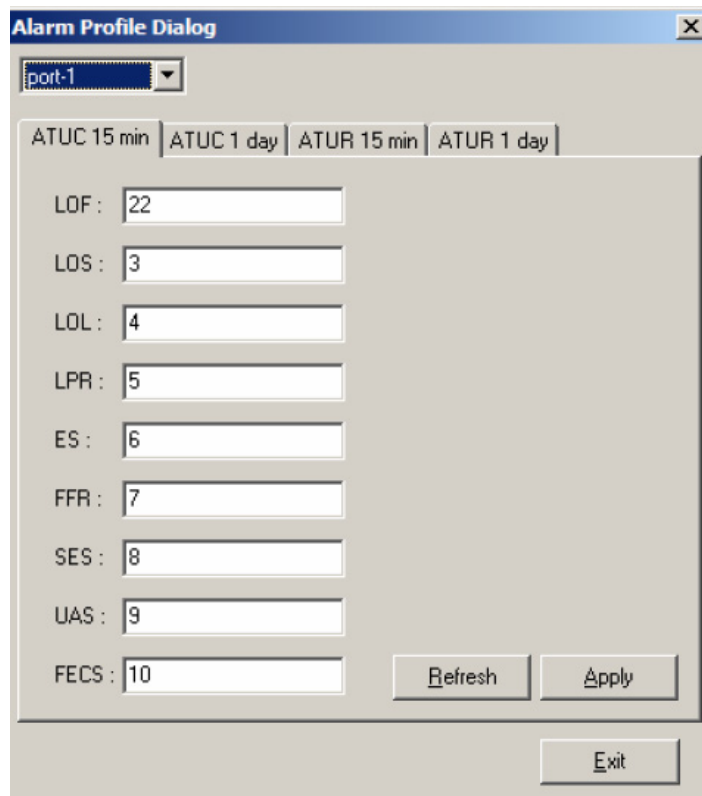 Alarm Profile Dialog
port-1
ATUC 15 min ATUC 1 day ATUR 15 min ATUR 1 day
LOF : 22
LOS : 3
LOL : 4
LPR : 5
ES : 6
FFR : 7
SES : 8
UAS : 9
FECS : 10
Refresh Apply
Exit